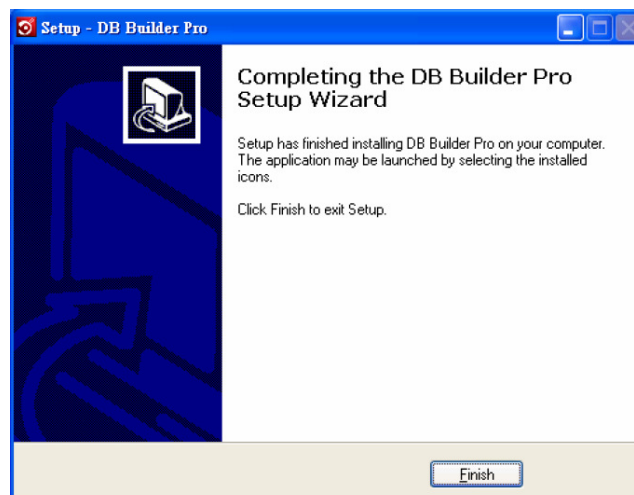 Setup - DB Builder Pro
Completing the DB Builder Pro
Setup Wizard
Setup has finished installing DB Builder Pro on your computer.
The application may be launched by selecting the installed
icons.
Click Finish to exit Setup.
Finish